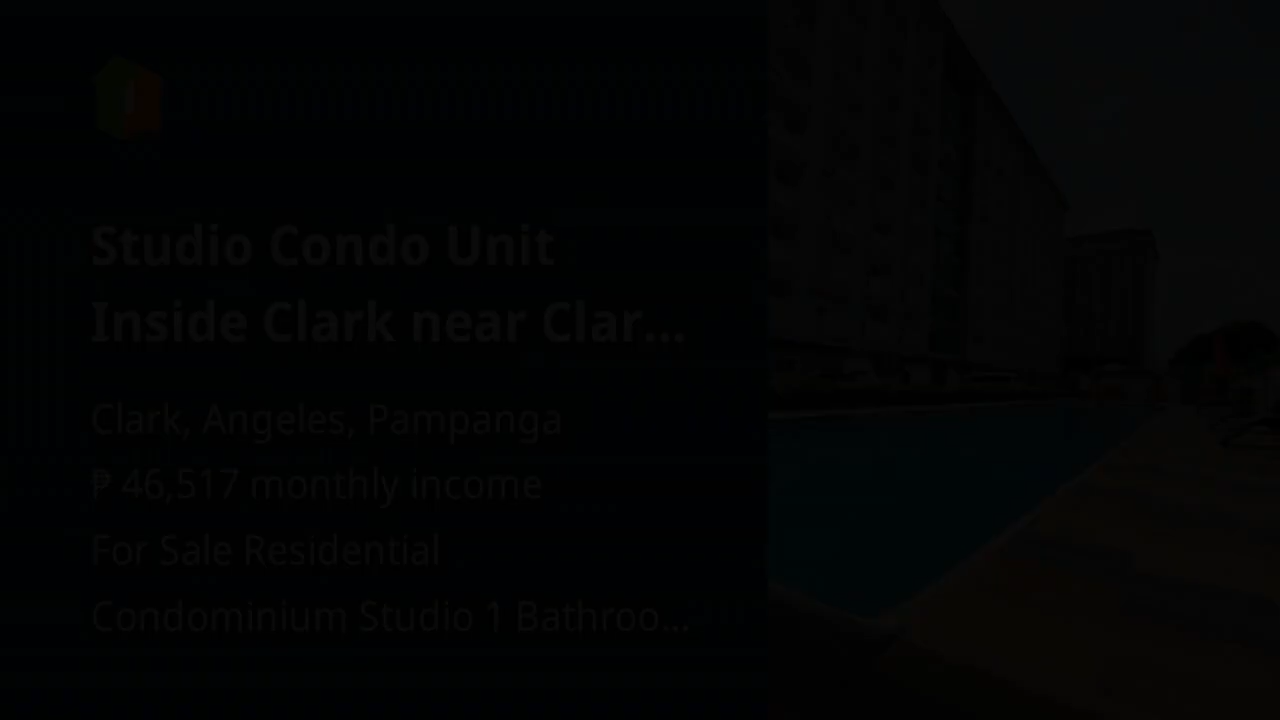 Studio Condo Unit
Inside Clark near Clar...
Clark, Angeles, Pampanga
₱ 46,517 monthly income
For Sale Residential
Condominium Studio 1 Bathroo...